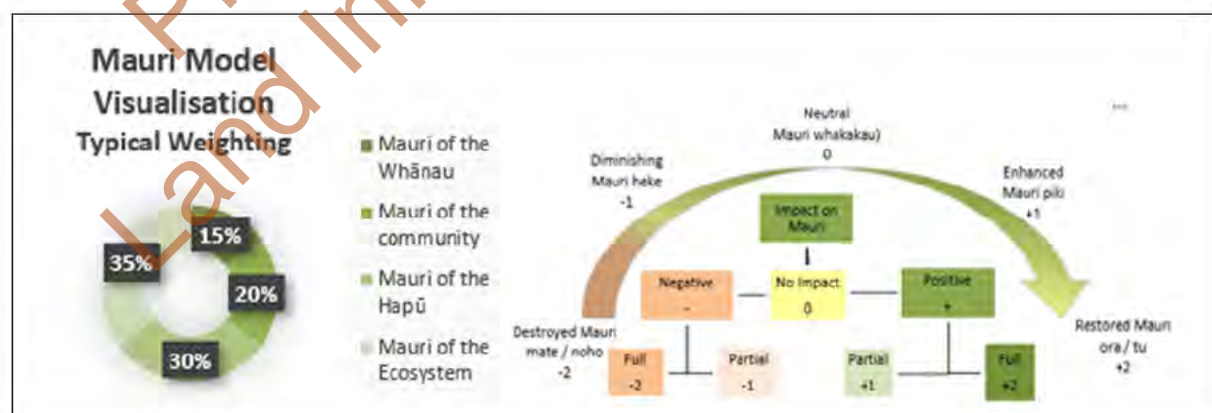 Land In
Mauri Model
Visualisation
Typical Weighting
15%
20%
30%
35%
Mauri of the
Whānau
Mauri of the
community
Mauri of the
Hapū
Mauri of the
Ecosystem
Neutral
Mauri whakakau)
0
...
Diminishing
Mauri heke
-1
Enhanced
Mauri piki
+1
Impact on
Mauri
Negative
-
No Impact
0
Positive
+
Destroyed Mauri
mate / noho
-2
Full
-2
Partial
-1
Partial
+1
Full
+2
Restored Mauri
ora / tu
+2